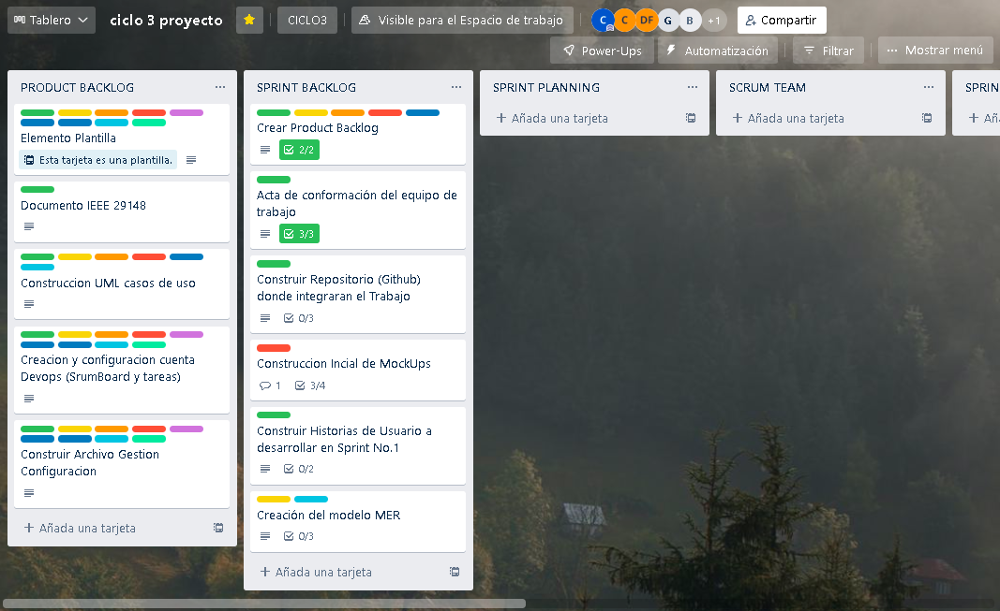 Tablero
ciclo 3 proyecto
CICLO3
Visible para el Espacio de trabajo
C
C
DF
G
B
+1
Compartir
Power-Ups
Automatización
Filtrar
Mostrar menú
PRODUCT BACKLOG
Elemento Plantilla
Esta tarjeta es una plantilla.
Documento IEEE 29148
Construccion UML casos de uso
Creacion y configuracion cuenta
Devops (SrumBoard y tareas)
Construir Archivo Gestion
Configuracion
Añada una tarjeta
SPRINT BACKLOG
Crear Product Backlog
2/2
Acta de conformación del equipo de
trabajo
3/3
Construir Repositorio (Github)
donde integraran el Trabajo
0/3
Construccion Incial de MockUps
1
3/4
Construir Historias de Usuario a
desarrollar en Sprint No.1
0/2
Creación del modelo MER
0/3
Añada una tarjeta
SPRINT PLANNING
Añada una tarjeta
SCRUM TEAM
Añada una tarjeta
SPRIN
Aña